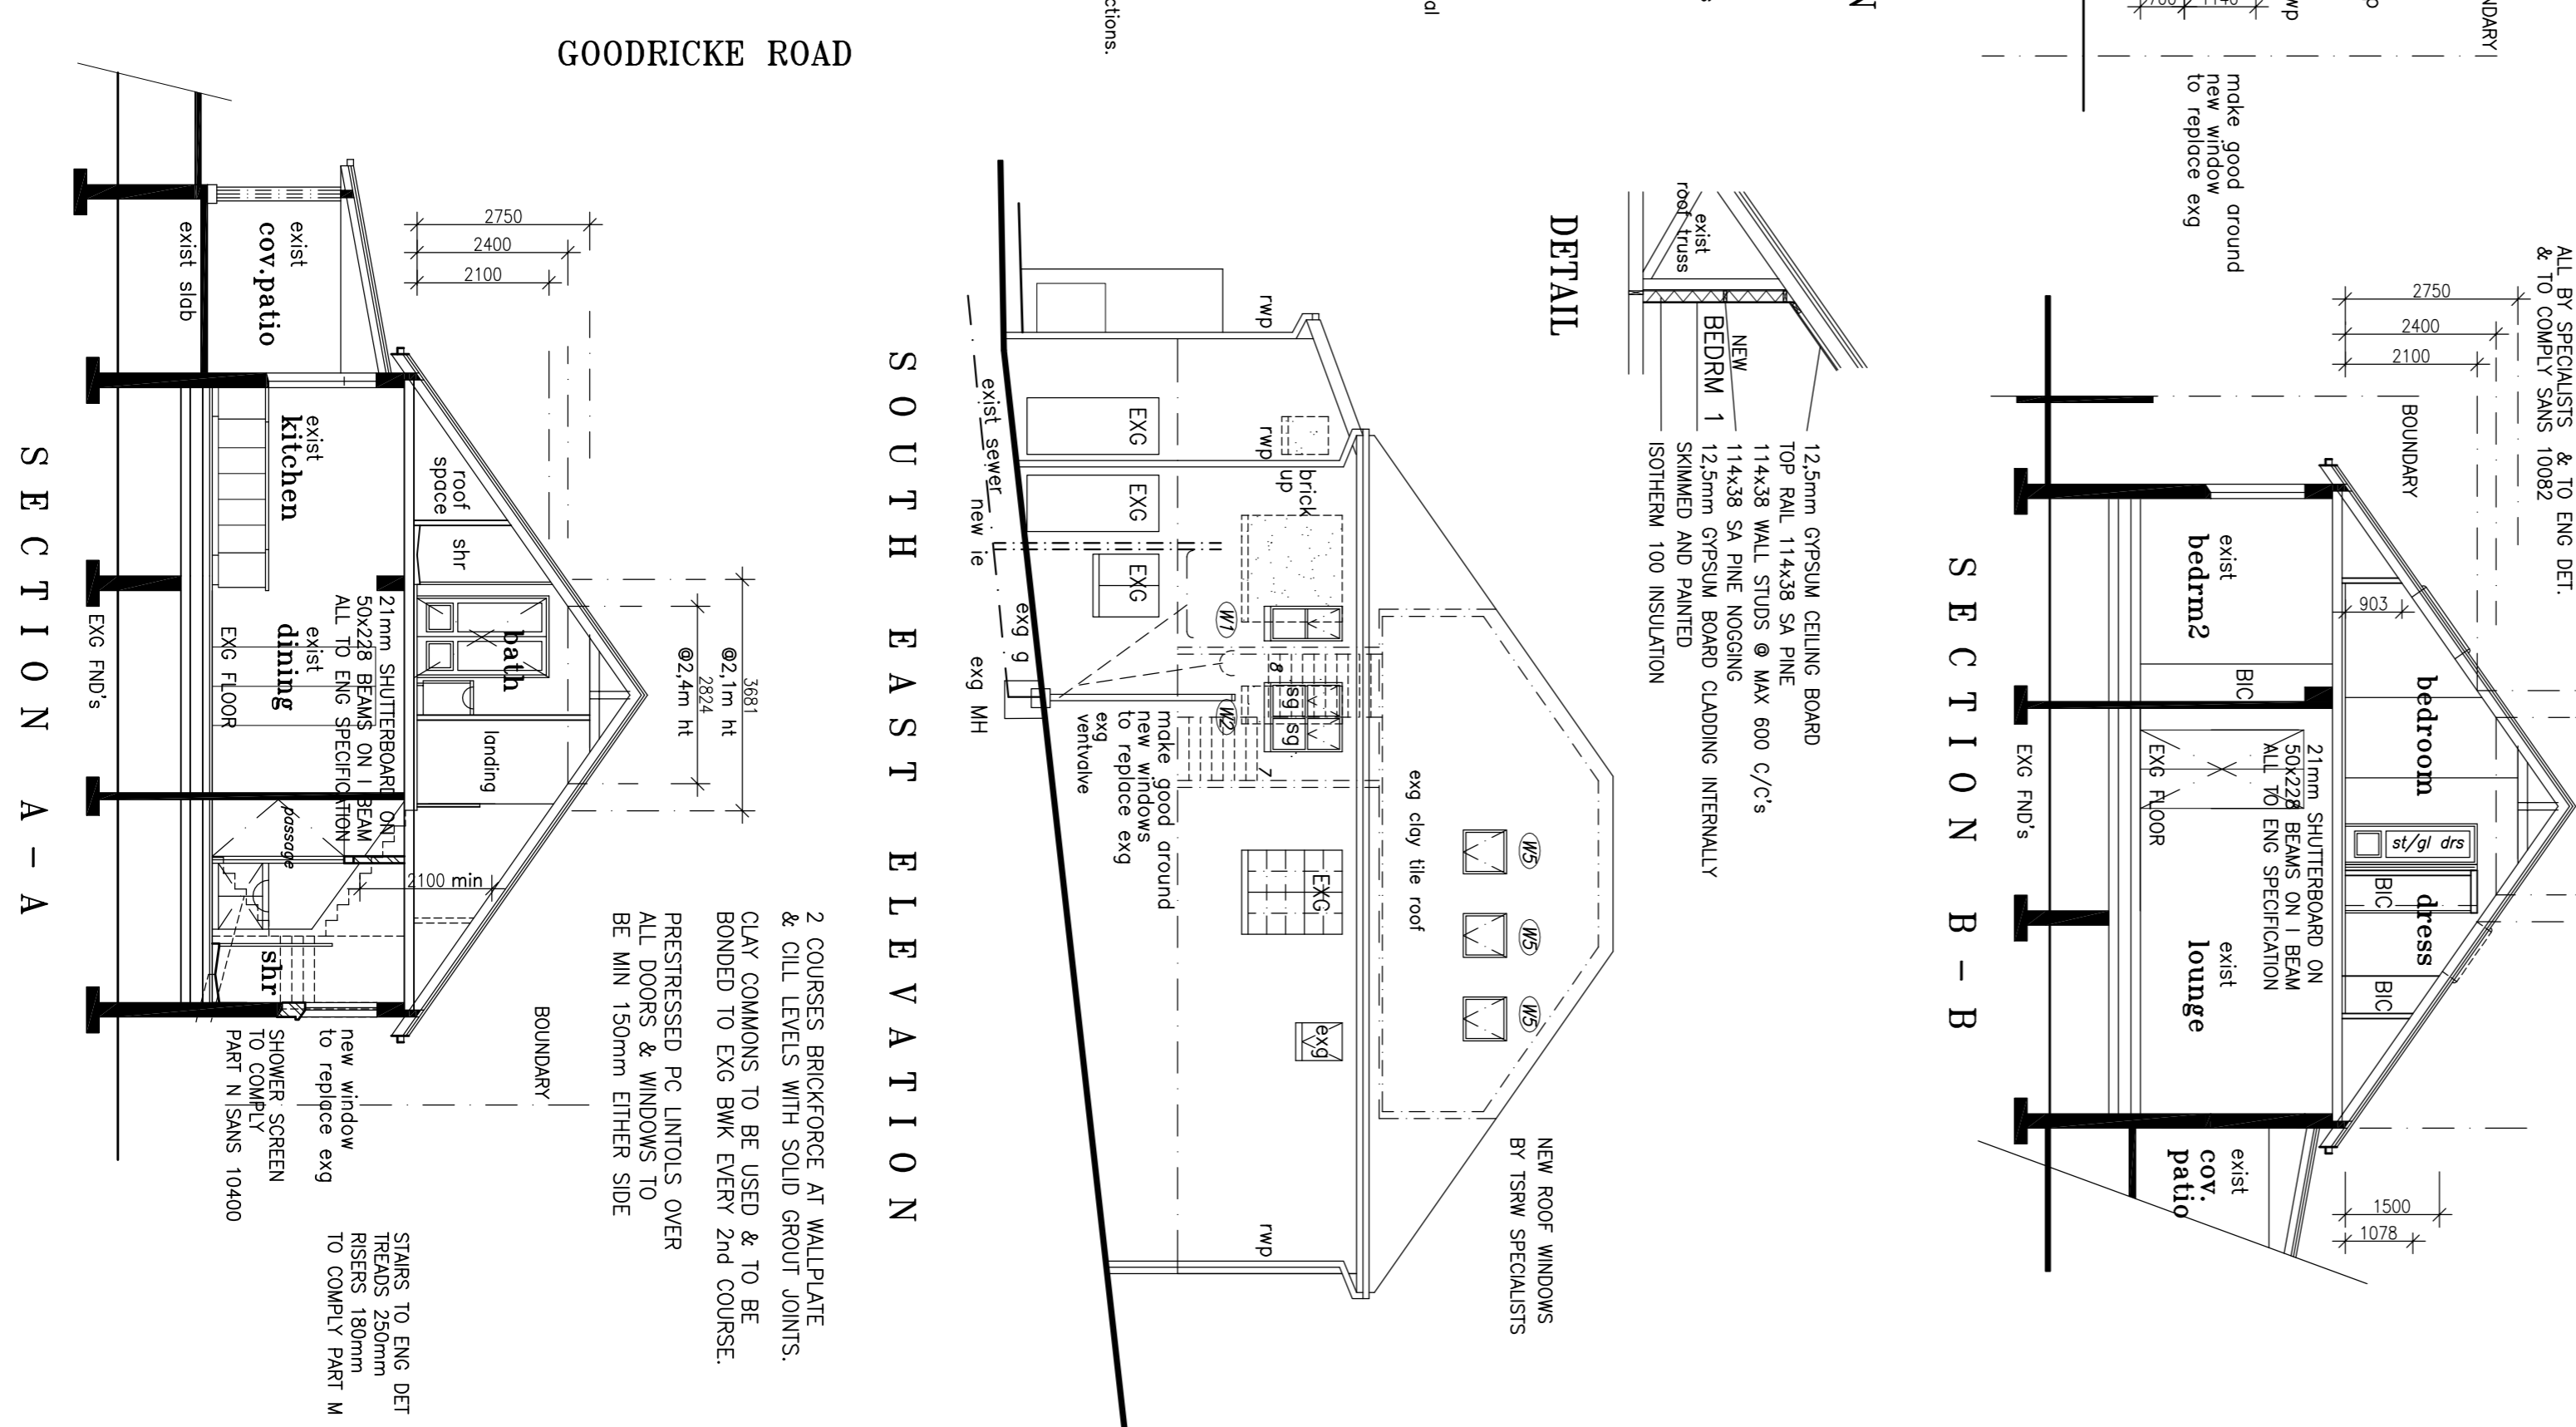 GOODRICKE ROAD
ctions.
al
N
700
1140
rwp
BOUNDARY
make good around
new window
to replace exg
ALL BY SPECIALISTS & TO ENG DET.
& TO COMPLY SANS 10082
2750
2400
2100
BOUNDARY
exist
bedrm2
BIC
903
bedroom
st/gl drs
BIC
dress
BIC
21mm SHUTTERBOARD ON
50x228 BEAMS ON I BEAM
ALL TO ENG SPECIFICATION
EXG FLOOR
EXG FND's
exist
lounge
exist
cov.
patio
1500
1078
SECTION B-B
exist
roof truss
NEW
BEDRM 1
12,5mm GYPSUM CEILING BOARD
TOP RAIL 114x38 SA PINE
114x38 WALL STUDS @ MAX 600 C/C's
114x38 SA PINE NOGGING
12,5mm GYPSUM BOARD CLADDING INTERNALLY
SKIMMED AND PAINTED
ISOTHERM 100 INSULATION
DETAIL
NEW ROOF WINDOWS
BY TSRW SPECIALISTS
W5
W5
W5
exg clay tile roof
rwp
rwp
rwp
brick
up
EXG
EXG
EXG
EXG
exg
W1
W2
8
7
sg
sg
make good around
new windows
to replace exg
exg
ventvalve
exist sewer
new ie
exg g
exg MH
SOUTH EAST ELEVATION
2 COURSES BRICKFORCE AT WALLPLATE
& CILL LEVELS WITH SOLID GROUT JOINTS.
CLAY COMMONS TO BE USED & TO BE
BONDED TO EXG BWK EVERY 2nd COURSE.
PRESTRESSED PC LINTOLS OVER
ALL DOORS & WINDOWS TO
BE MIN 150mm EITHER SIDE
3681
@2,1m ht
2824
@2,4m ht
2750
2400
2100
BOUNDARY
roof
space
shr
bath
landing
exist
cov.patio
exist slab
exist
kitchen
21mm SHUTTERBOARD ON
50x228 BEAMS ON I BEAM
ALL TO ENG SPECIFICATION
exist
dining
EXG FLOOR
EXG FND's
passage
2100 min
shr
new window
to replace exg
SHOWER SCREEN
TO COMPLY
PART N SANS 10400
STAIRS TO ENG DET
TREADS 250mm
RISERS 180mm
TO COMPLY PART M
SECTION A-A